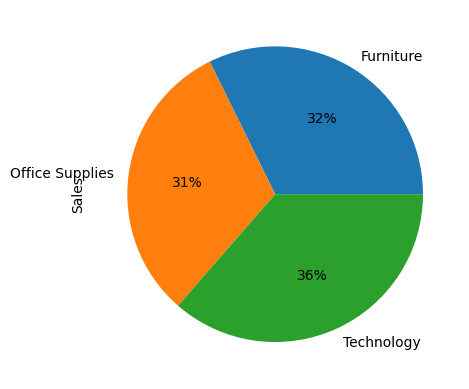 Furniture
32%
Office Supplies
31%
Sales
36%
Technology